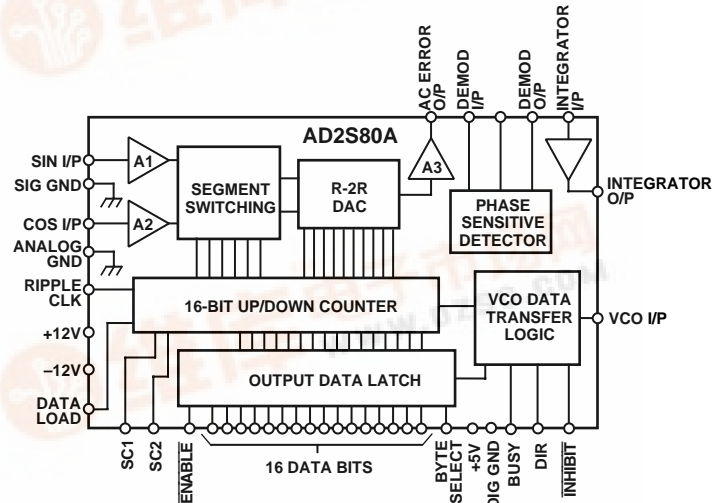 AC ERROR
O/P
DEMOD
I/P
DEMOD
O/P
INTEGRATOR
I/P
AD2S80A
SIN I/P
A1
SIG GND
SEGMENT
SWITCHING
R-2R
DAC
A3
INTEGRATOR
O/P
COS I/P
A2
PHASE
SENSITIVE
DETECTOR
ANALOG
GND
RIPPLE
CLK
16-BIT UP/DOWN COUNTER
VCO DATA
TRANSFER
LOGIC
VCO I/P
+12V
–12V
OUTPUT DATA LATCH
DATA
LOAD
SC1
SC2
ENABLE
16 DATA BITS
BYTE
SELECT
+5V
DIG GND
BUSY
DIR
INHIBIT